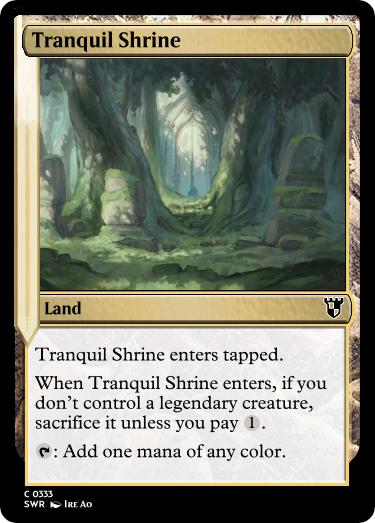 Tranquil Shrine
Land
Tranquil Shrine enters tapped.
When Tranquil Shrine enters, if you
don't control a legendary creature,
sacrifice it unless you pay 1.
: Add one mana of any color.
C 0333
SWR Ire Ao